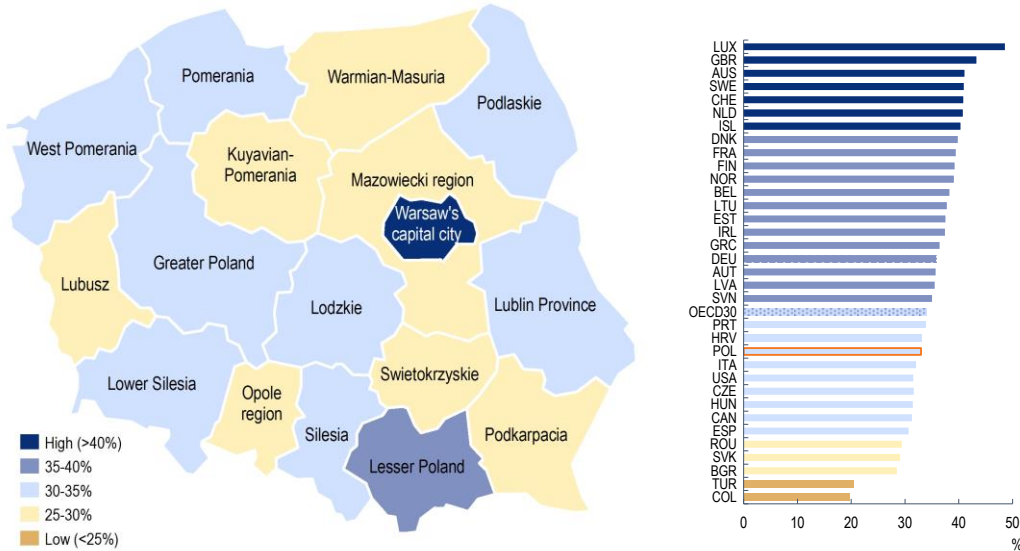 Pomerania
Warmian-Masuria
Podlaskie
West Pomerania
Kuyavian-
Pomerania
Mazowiecki region
Warsaw's
capital city
Greater Poland
Lubusz
Lodzkie
Lublin Province
Lower Silesia
Opole
region
Swietokrzyskie
Silesia
Podkarpacia
Lesser Poland
High (>40%)
35-40%
30-35%
25-30%
Low (<25%)
LUX
GBR
AUS
SWE
CHE
NLD
ISL
DNK
FRA
FIN
NOR
BEL
LTU
EST
IRL
GRC
DEU
AUT
LVA
SVN
OECD30
PRT
HRV
POL
ITA
USA
CZE
HUN
CAN
ESP
ROU
SVK
BGR
TUR
COL
0 10 20 30 40 50
%